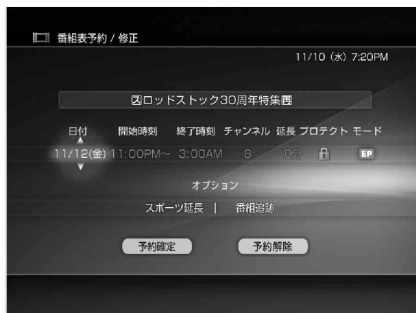 番組表予約 / 修正
11/10 (水) 7:20PM
🈔ロッドストック30周年特集🈞
日付 開始時刻 終了時刻 チャンネル 延長 プロテクト モード
11/12(金) 11:00PM～ 3:00AM 8 0分 EP
オプション
スポーツ延長 | 番組追跡
予約確定 予約解除